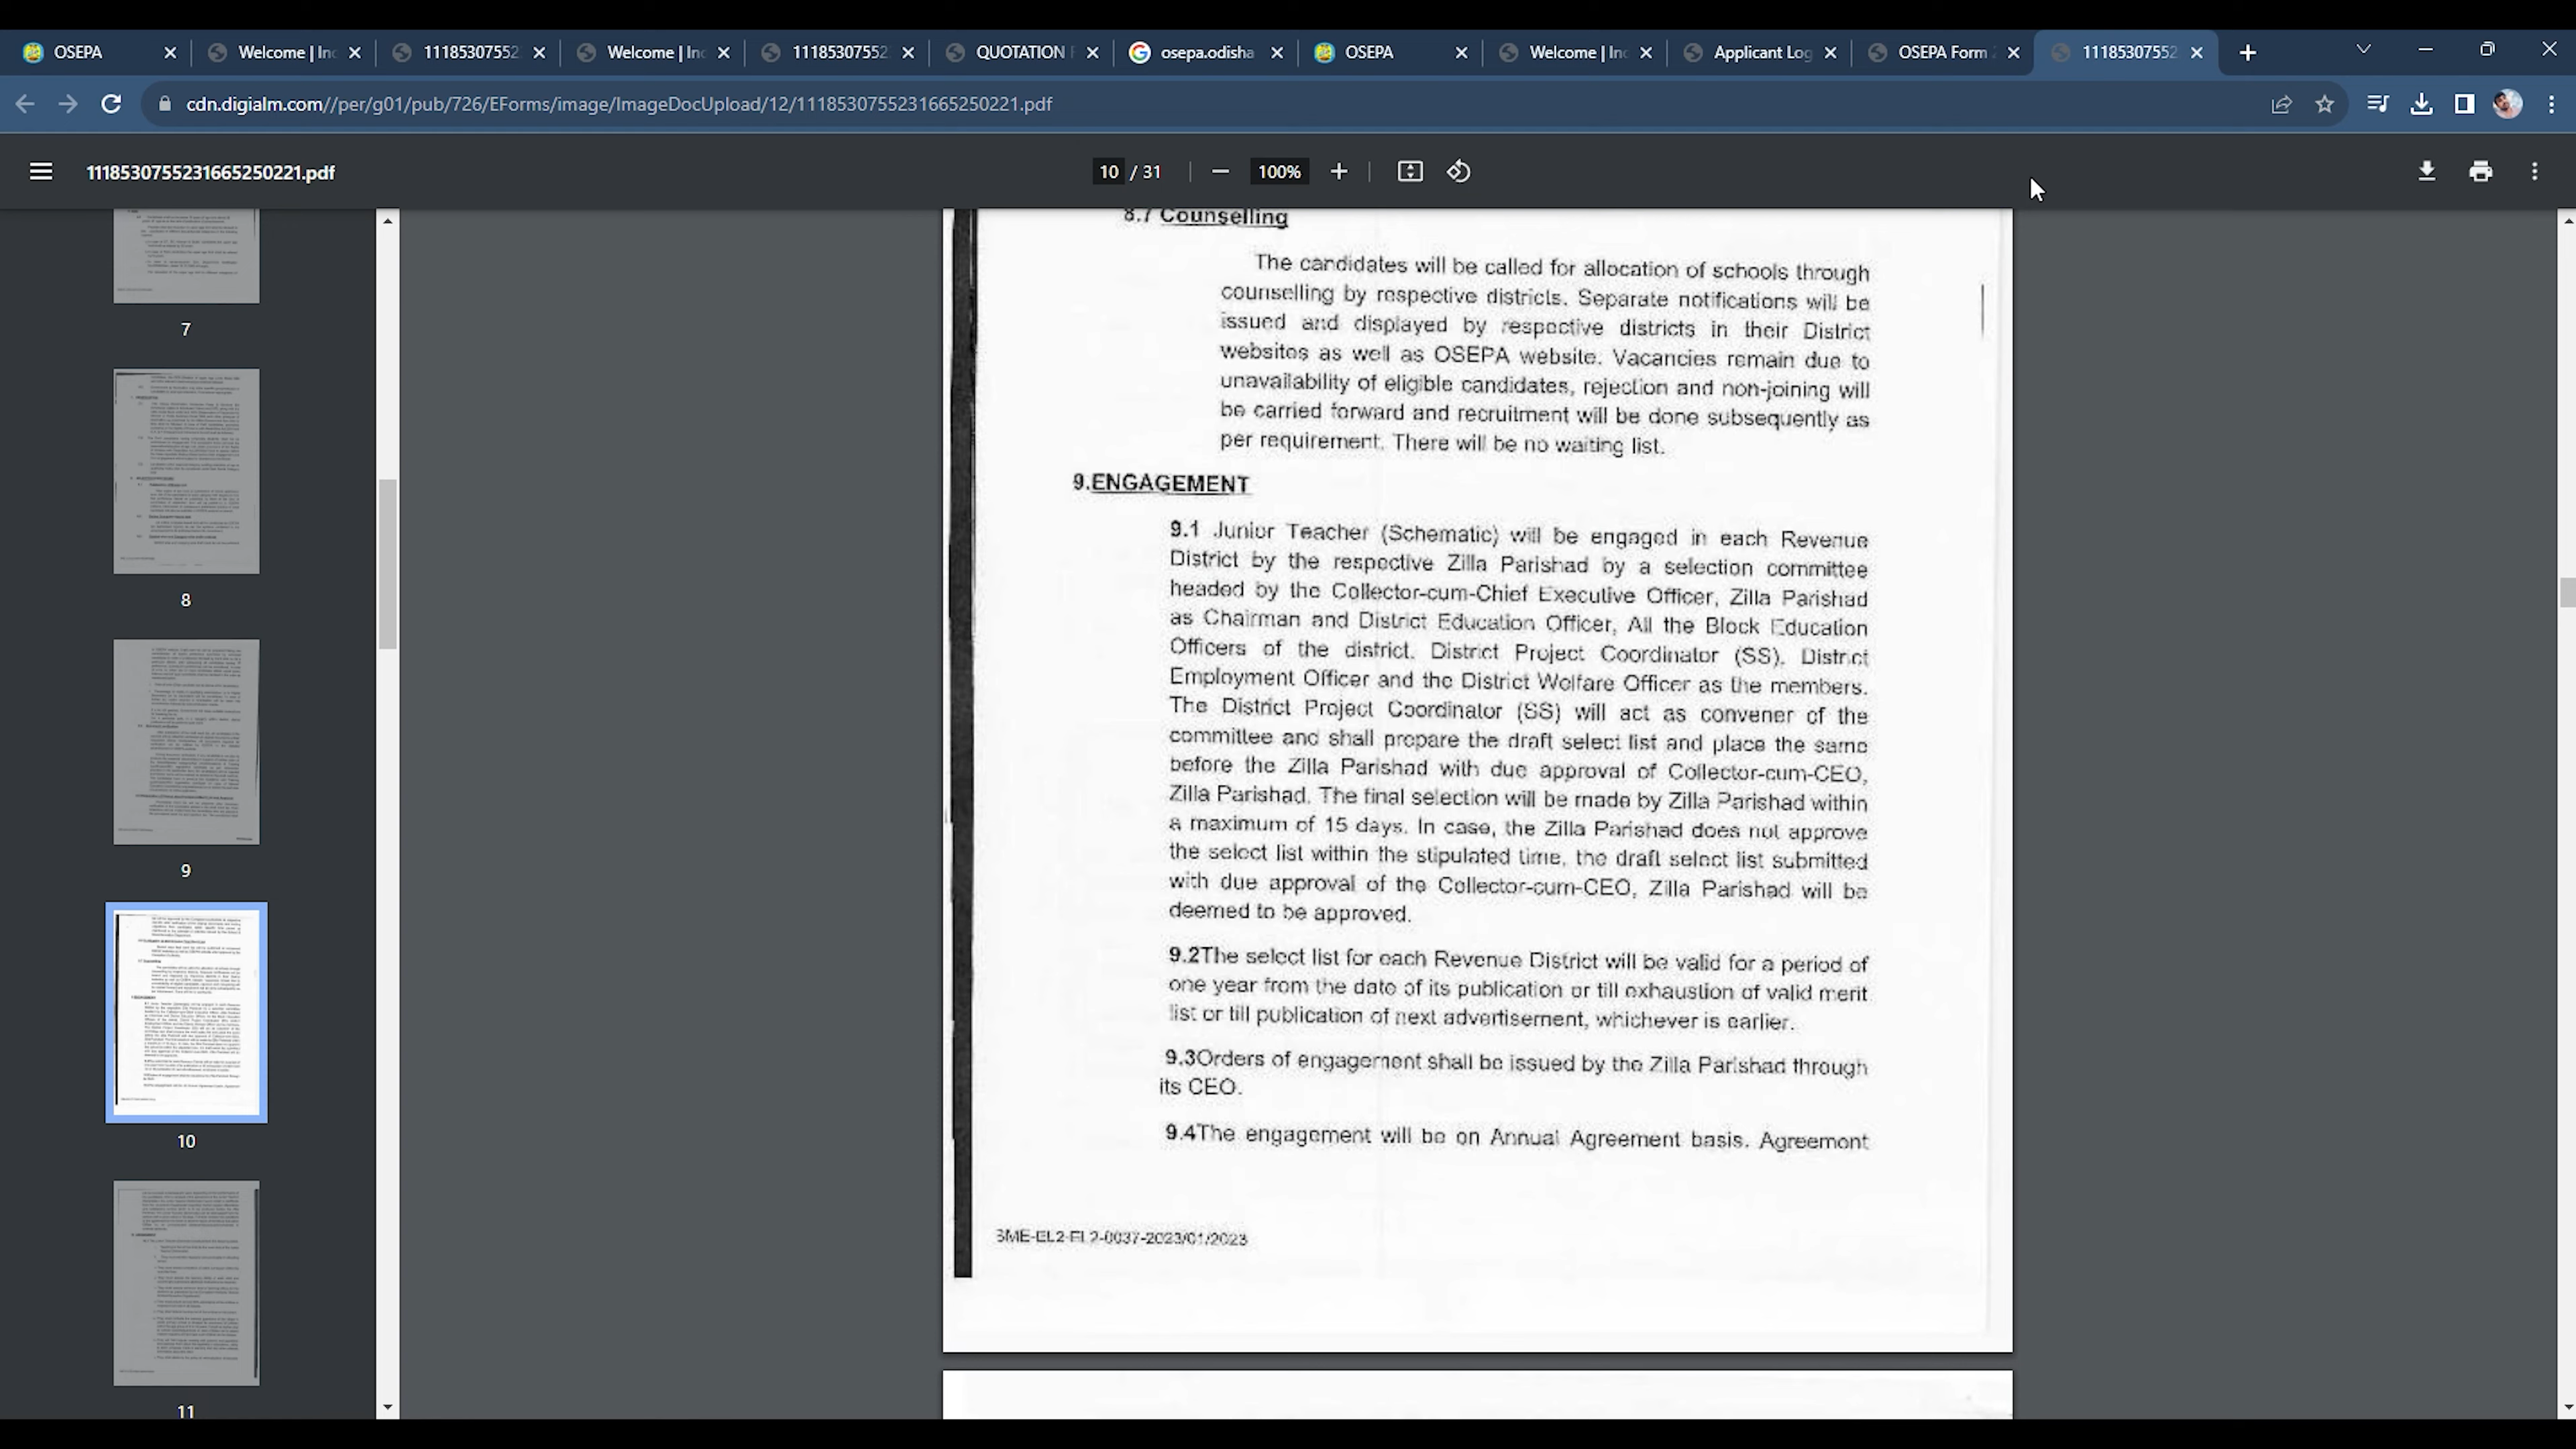 OSEPA
Welcome | Inc
11185307552
Welcome | Inc
11185307552
QUOTATION
osepa.odisha
OSEPA
Welcome | Inc
Applicant Log
OSEPA Form
11185307552
cdn.digialm.com//per/g01/pub/726/EForms/image/ImageDocUpload/12/1118530755231665250221.pdf
1118530755231665250221.pdf
10 / 31
100%
7
8
9
10
11
8.7 Counselling
The candidates will be called for allocation of schools through
counselling by respective districts. Separate notifications will be
issued and displayed by respective districts in their District
websites as well as OSEPA website. Vacancies remain due to
unavailability of eligible candidates, rejection and non-joining will
be carried forward and recruitment will be done subsequently as
per requirement. There will be no waiting list.
9.ENGAGEMENT
9.1 Junior Teacher (Schematic) will be engaged in each Revenue
District by the respective Zilla Parishad by a selection committee
headed by the Collector-cum-Chief Executive Officer, Zilla Parishad
as Chairman and District Education Officer, All the Block Education
Officers of the district. District Project Coordinator (SS). District
Employment Officer and the District Welfare Officer as the members.
The District Project Coordinator (SS) will act as convener of the
committee and shall prepare the draft select list and place the same
before the Zilla Parishad with due approval of Collector-cum-CEO,
Zilla Parishad. The final selection will be made by Zilla Parishad within
a maximum of 15 days. In case, the Zilla Parishad does not approve
the select list within the stipulated time, the draft select list submitted
with due approval of the Collector-cum-CEO, Zilla Parishad will be
deemed to be approved.
9.2The select list for each Revenue District will be valid for a period of
one year from the date of its publication or till exhaustion of valid merit
list or till publication of next advertisement, whichever is earlier.
9.3Orders of engagement shall be issued by the Zilla Parishad through
its CEO.
9.4The engagement will be on Annual Agreement basis. Agreement
SME-EL2-EL2-0037-2023/01/2023